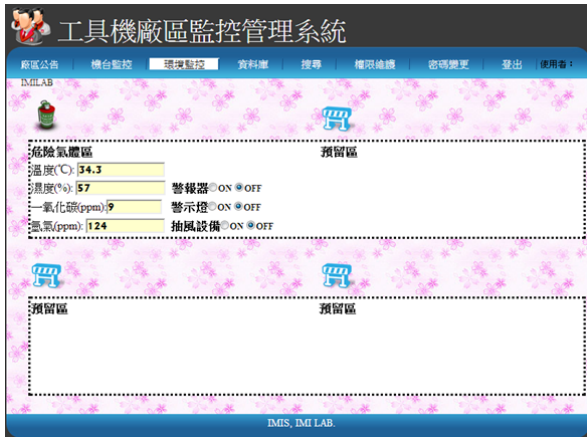 工具機廠區監控管理系統
廠區公告 機台監控 環境監控 資料庫 搜尋 權限維護 密碼變更 登出 使用者：
IMILAB
危險氣體區 預留區
溫度(℃): 34.3
濕度(%): 57 警報器 ON OFF
一氧化碳(ppm): 9 警示燈 ON OFF
氫氣(ppm): 124 抽風設備 ON OFF
預留區 預留區
IMIS, IMI LAB.